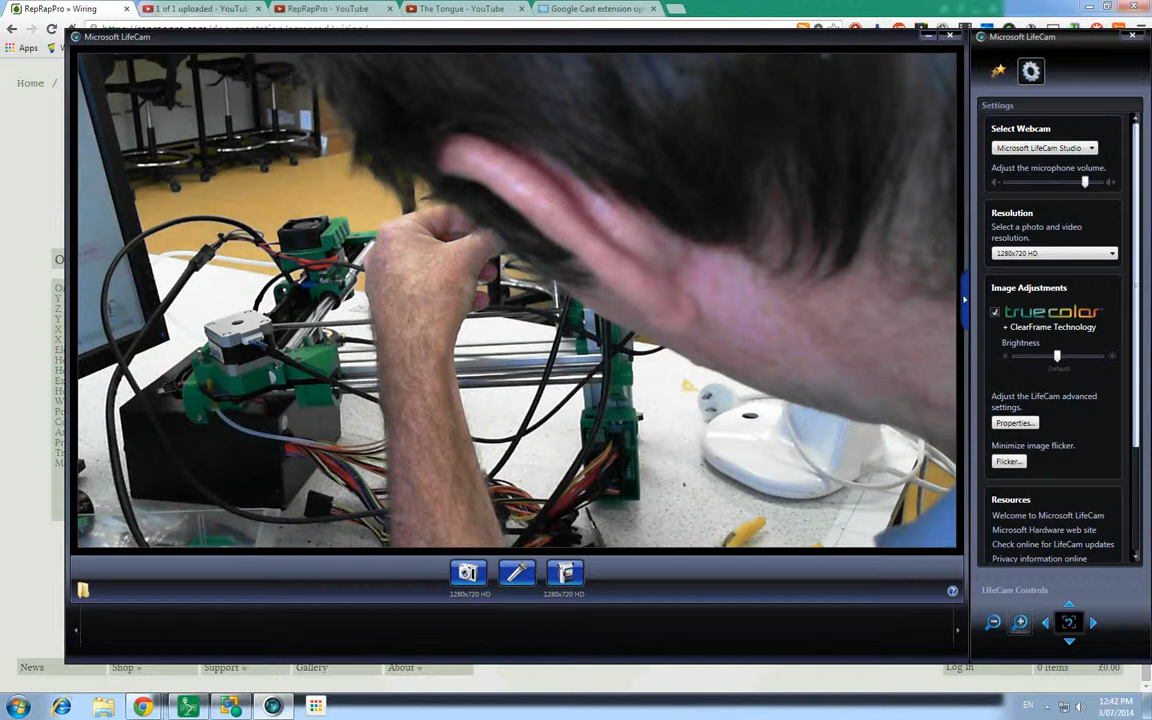 RepRapPro » Wiring
1 of 1 uploaded - YouTub
RepRapPro - YouTube
The Tongue - YouTube
Google Cast extension opt
Apps
Home /
Microsoft LifeCam
Microsoft LifeCam
Settings
Select Webcam
Microsoft LifeCam Studio
Adjust the microphone volume.
Resolution
Select a photo and video
resolution.
1280x720 HD
Image Adjustments
truecolor
+ ClearFrame Technology
Brightness
Default
Adjust the LifeCam advanced
settings.
Properties...
Minimize image flicker.
Flicker...
Resources
Welcome to Microsoft LifeCam
Microsoft Hardware web site
Check online for LifeCam updates
Privacy information online
LifeCam Controls
1280x720 HD
1280x720 HD
News
Shop »
Support »
Gallery
About »
Log In
0 items
£0.00
EN
12:42 PM
3/07/2014